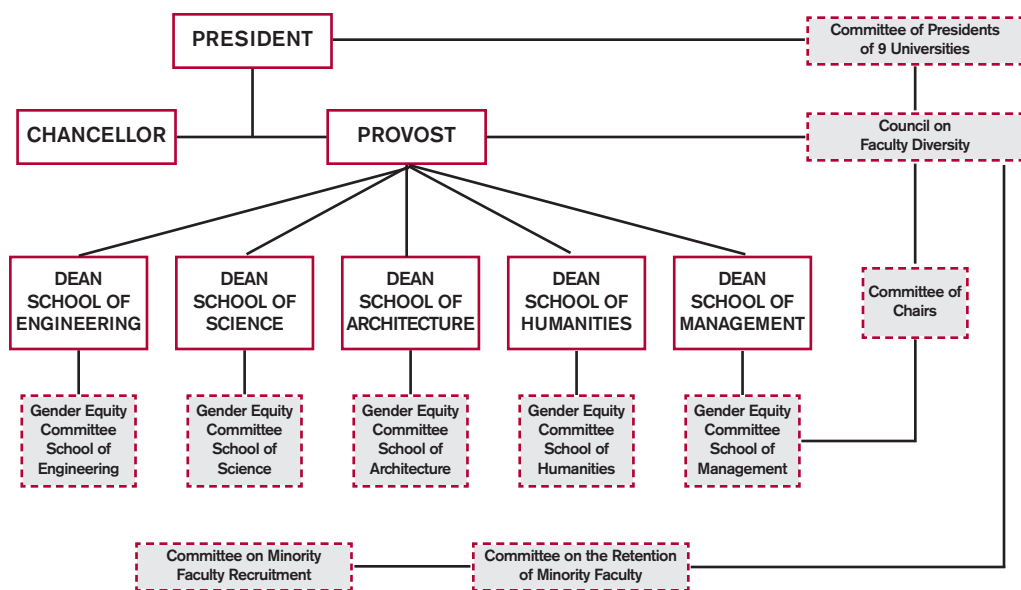 PRESIDENT
Committee of Presidents
of 9 Universities
CHANCELLOR
PROVOST
Council on
Faculty Diversity
DEAN
SCHOOL OF
ENGINEERING
DEAN
SCHOOL OF
SCIENCE
DEAN
SCHOOL OF
ARCHITECTURE
DEAN
SCHOOL OF
HUMANITIES
DEAN
SCHOOL OF
MANAGEMENT
Committee of
Chairs
Gender Equity
Committee
School of
Engineering
Gender Equity
Committee
School of
Science
Gender Equity
Committee
School of
Architecture
Gender Equity
Committee
School of
Humanities
Gender Equity
Committee
School of
Management
Committee on Minority
Faculty Recruitment
Committee on the Retention
of Minority Faculty